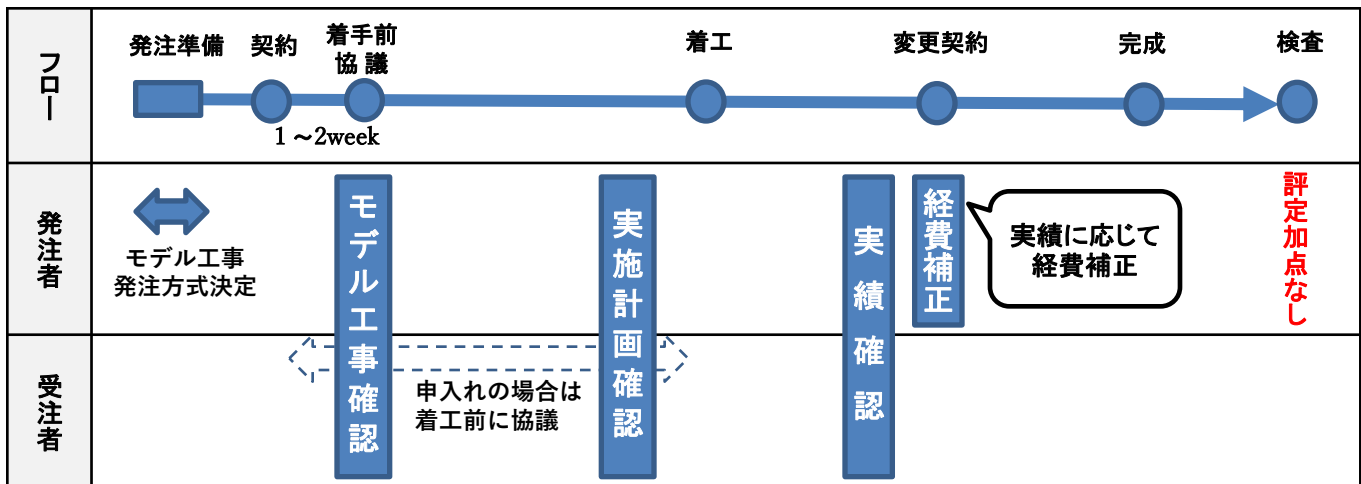 フロー
発注準備
契約
着手前
協 議
着工
変更契約
完成
検査
1 ～2week
発注者
モデル工事
発注方式決定
モデル工事確認
実施計画確認
実績確認
経費補正
実績に応じて
経費補正
評定加点なし
受注者
申入れの場合は
着工前に協議